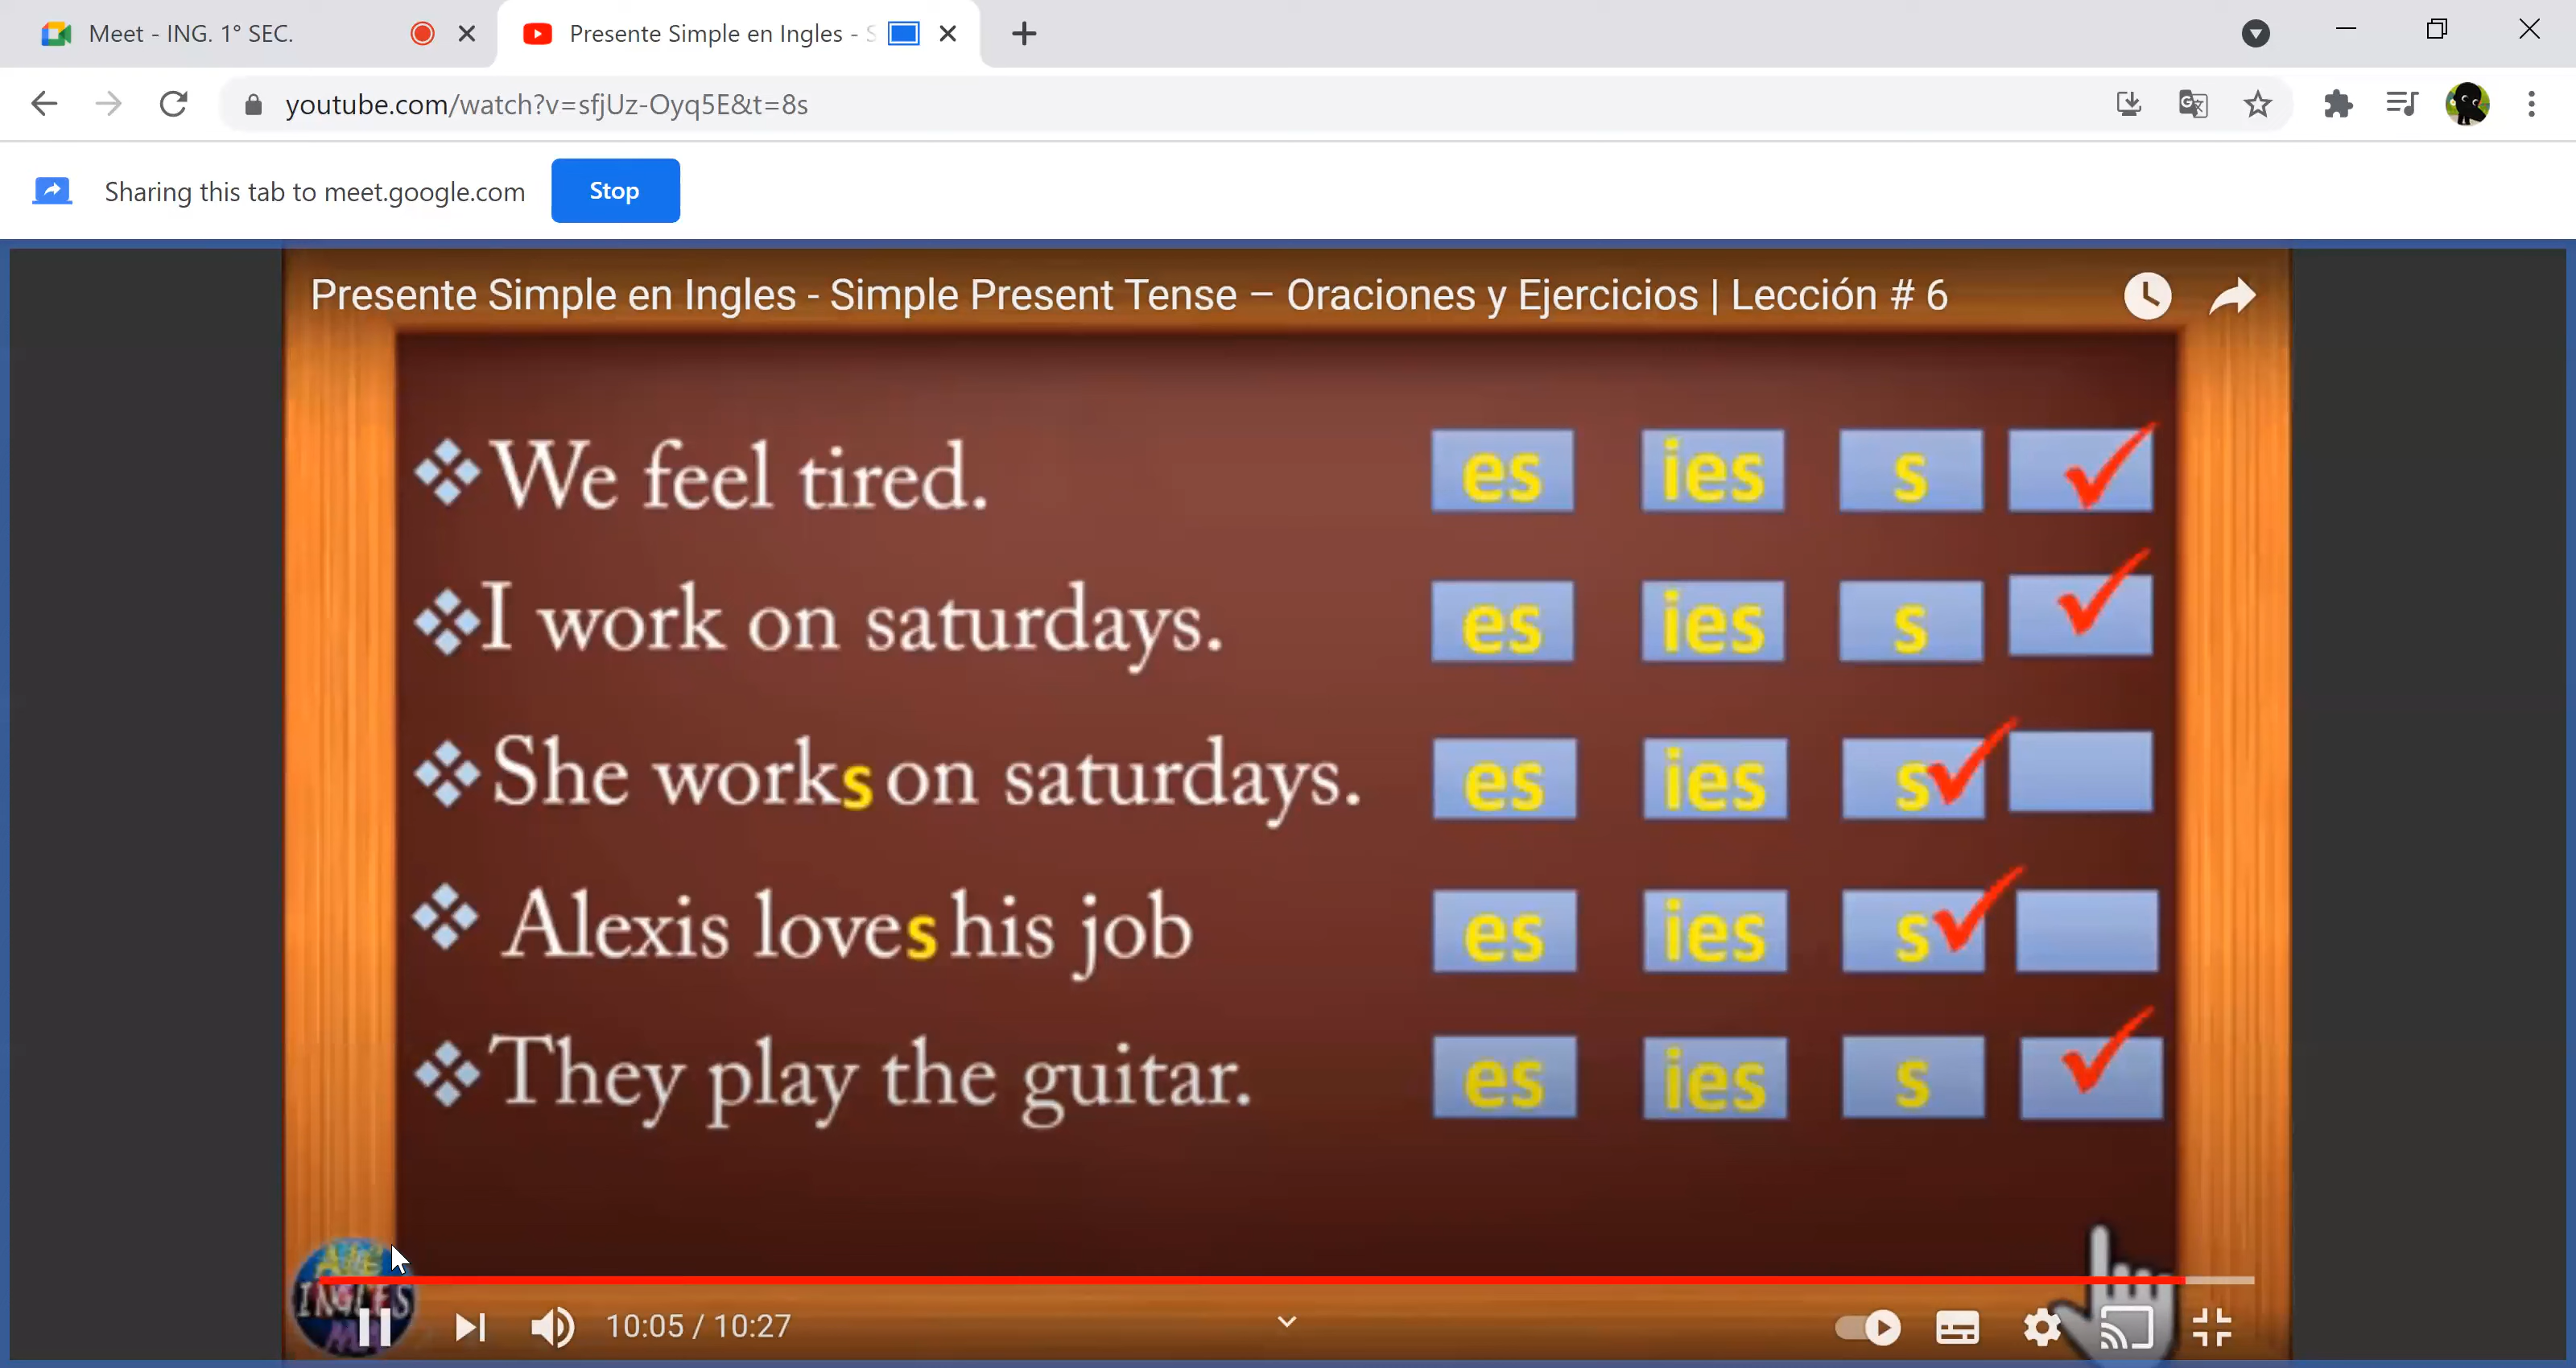 Meet - ING. 1° SEC.
Presente Simple en Ingles - S
youtube.com/watch?v=sfjUz-Oyq5E&t=8s
Sharing this tab to meet.google.com
Stop
Presente Simple en Ingles - Simple Present Tense – Oraciones y Ejercicios | Lección # 6
We feel tired. es ies s
I work on saturdays. es ies s
She works on saturdays. es ies s
Alexis loves his job es ies s
They play the guitar. es ies s
INGLES
10:05 / 10:27